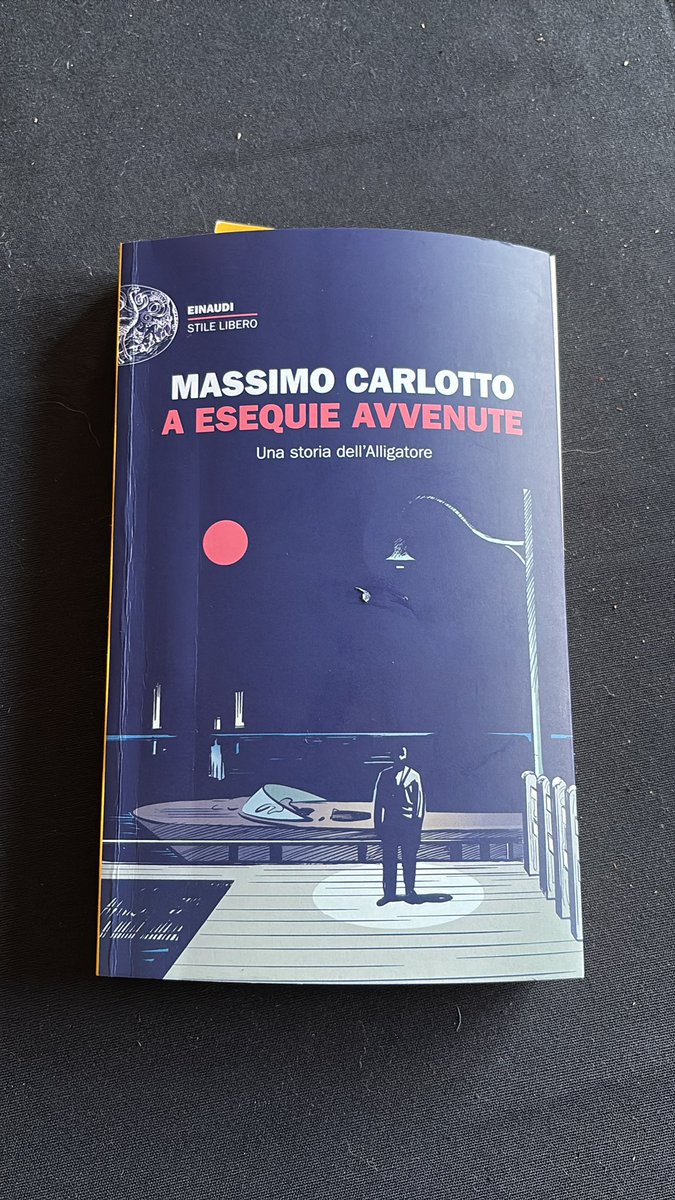 EINAUDI
STILE LIBERO
MASSIMO CARLOTTO
A ESEQUIE AVVENUTE
Una storia dell'Alligatore